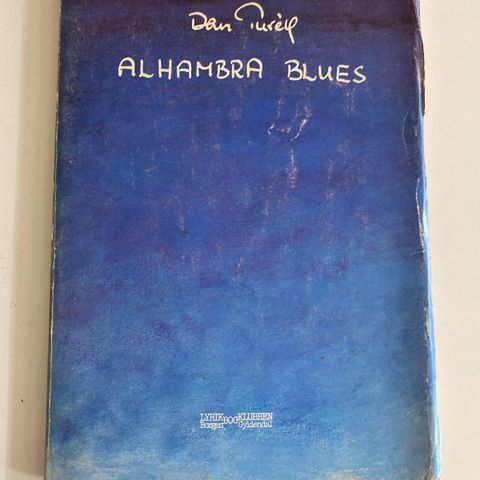 Dan Turèll
ALHAMBRA BLUES
LYRIKBOGKLUBBEN
Borgen Gyldendal